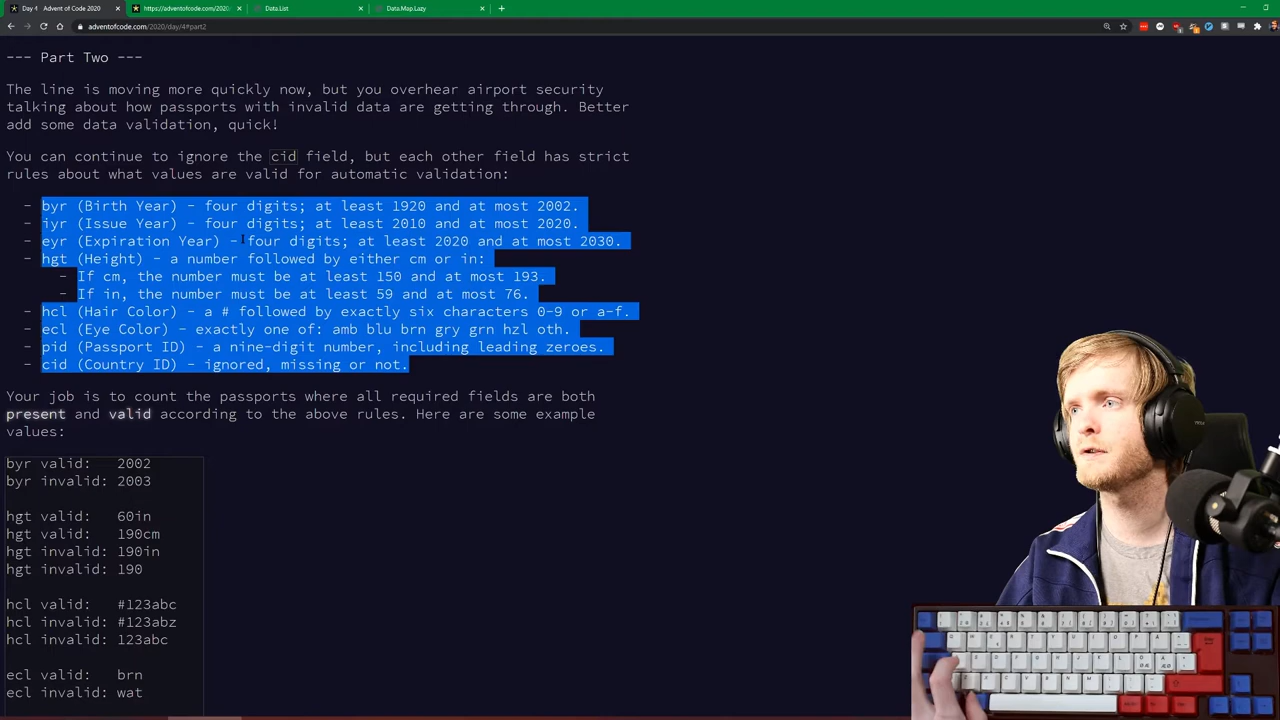 Day 4 - Advent of Code 2020
https://adventofcode.com/2020/
Data.List
Data.Map.Lazy
adventofcode.com/2020/day/4#part2
--- Part Two ---
The line is moving more quickly now, but you overhear airport security
talking about how passports with invalid data are getting through. Better
add some data validation, quick!
You can continue to ignore the cid field, but each other field has strict
rules about what values are valid for automatic validation:
- byr (Birth Year) - four digits; at least 1920 and at most 2002.
- iyr (Issue Year) - four digits; at least 2010 and at most 2020.
- eyr (Expiration Year) - four digits; at least 2020 and at most 2030.
- hgt (Height) - a number followed by either cm or in:
- If cm, the number must be at least 150 and at most 193.
- If in, the number must be at least 59 and at most 76.
- hcl (Hair Color) - a # followed by exactly six characters 0-9 or a-f.
- ecl (Eye Color) - exactly one of: amb blu brn gry grn hzl oth.
- pid (Passport ID) - a nine-digit number, including leading zeroes.
- cid (Country ID) - ignored, missing or not.
Your job is to count the passports where all required fields are both
present and valid according to the above rules. Here are some example
values:
byr valid:   2002
byr invalid: 2003
hgt valid:   60in
hgt valid:   190cm
hgt invalid: 190in
hgt invalid: 190
hcl valid:   #123abc
hcl invalid: #123abz
hcl invalid: 123abc
ecl valid:   brn
ecl invalid: wat